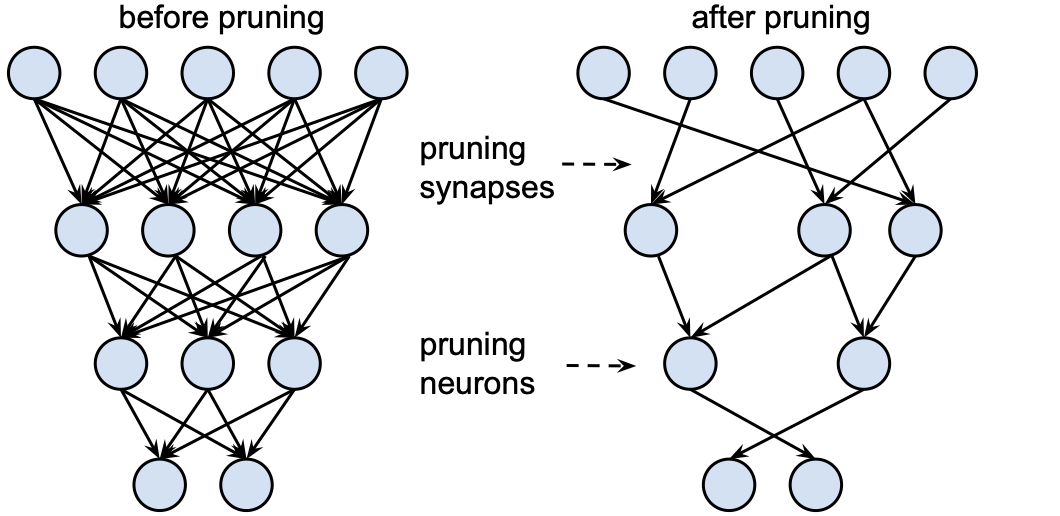 before pruning
after pruning
pruning
synapses
pruning
neurons